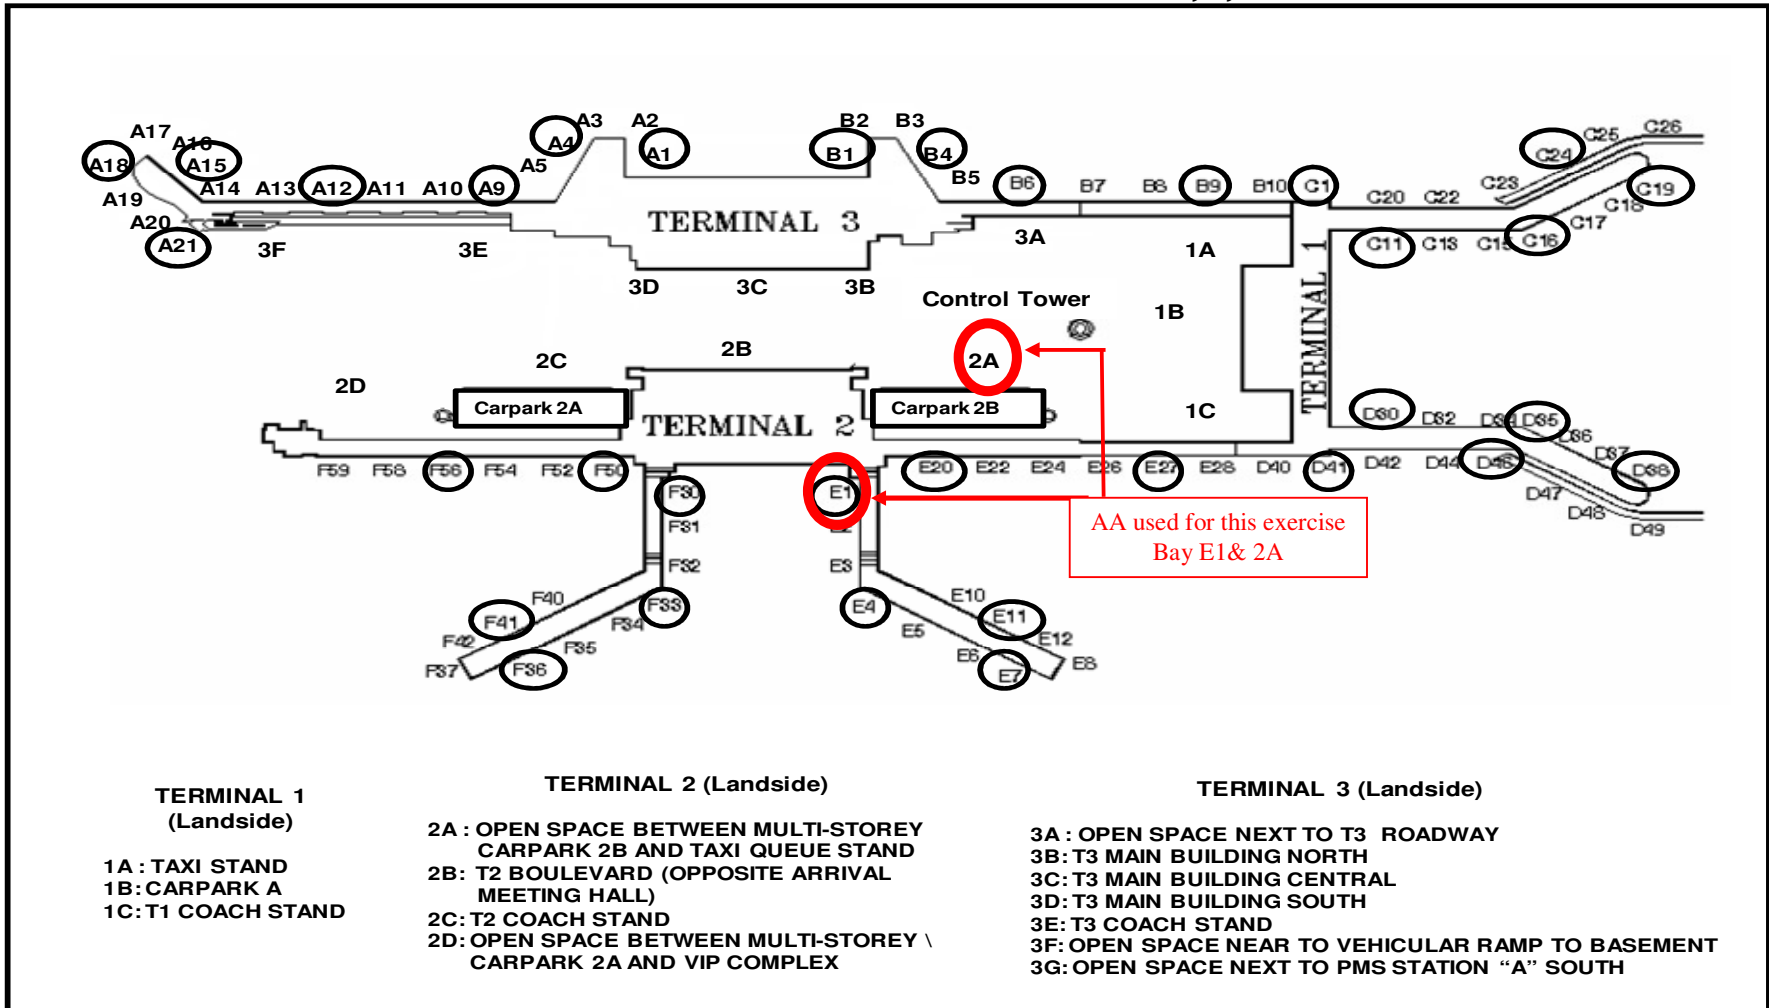 A17
A16
A18
A15
A19
A14
A13
A12
A11
A10
A9
A5
A4
A3
A2
A1
A20
A21
3F
3E
B2
B3
B1
B4
B5
B6
B7
B8
B9
B10
C1
C20
C22
C23
C24
C25
C26
C19
C18
C17
C16
C15
C13
C11
TERMINAL 3
3A
1A
3D
3C
3B
Control Tower
1B
TERMINAL 1
2B
2C
2A
2D
Carpark 2A
Carpark 2B
1C
TERMINAL 2
D30
D32
D34
D35
D36
D37
D38
F59
F58
F56
F54
F52
F50
E20
E22
E24
E26
E27
E28
D40
D41
D42
D44
D46
D47
D48
D49
F30
F31
F32
F33
F34
F35
F36
F37
F40
F41
F42
E1
E2
E3
E4
E5
E6
E7
E8
E10
E11
E12
AA used for this exercise
Bay E1& 2A
TERMINAL 1
(Landside)
1A : TAXI STAND
1B: CARPARK A
1C: T1 COACH STAND
TERMINAL 2 (Landside)
2A : OPEN SPACE BETWEEN MULTI-STOREY
CARPARK 2B AND TAXI QUEUE STAND
2B: T2 BOULEVARD (OPPOSITE ARRIVAL
MEETING HALL)
2C: T2 COACH STAND
2D: OPEN SPACE BETWEEN MULTI-STOREY \
CARPARK 2A AND VIP COMPLEX
TERMINAL 3 (Landside)
3A : OPEN SPACE NEXT TO T3 ROADWAY
3B: T3 MAIN BUILDING NORTH
3C: T3 MAIN BUILDING CENTRAL
3D: T3 MAIN BUILDING SOUTH
3E: T3 COACH STAND
3F: OPEN SPACE NEAR TO VEHICULAR RAMP TO BASEMENT
3G: OPEN SPACE NEXT TO PMS STATION “A” SOUTH